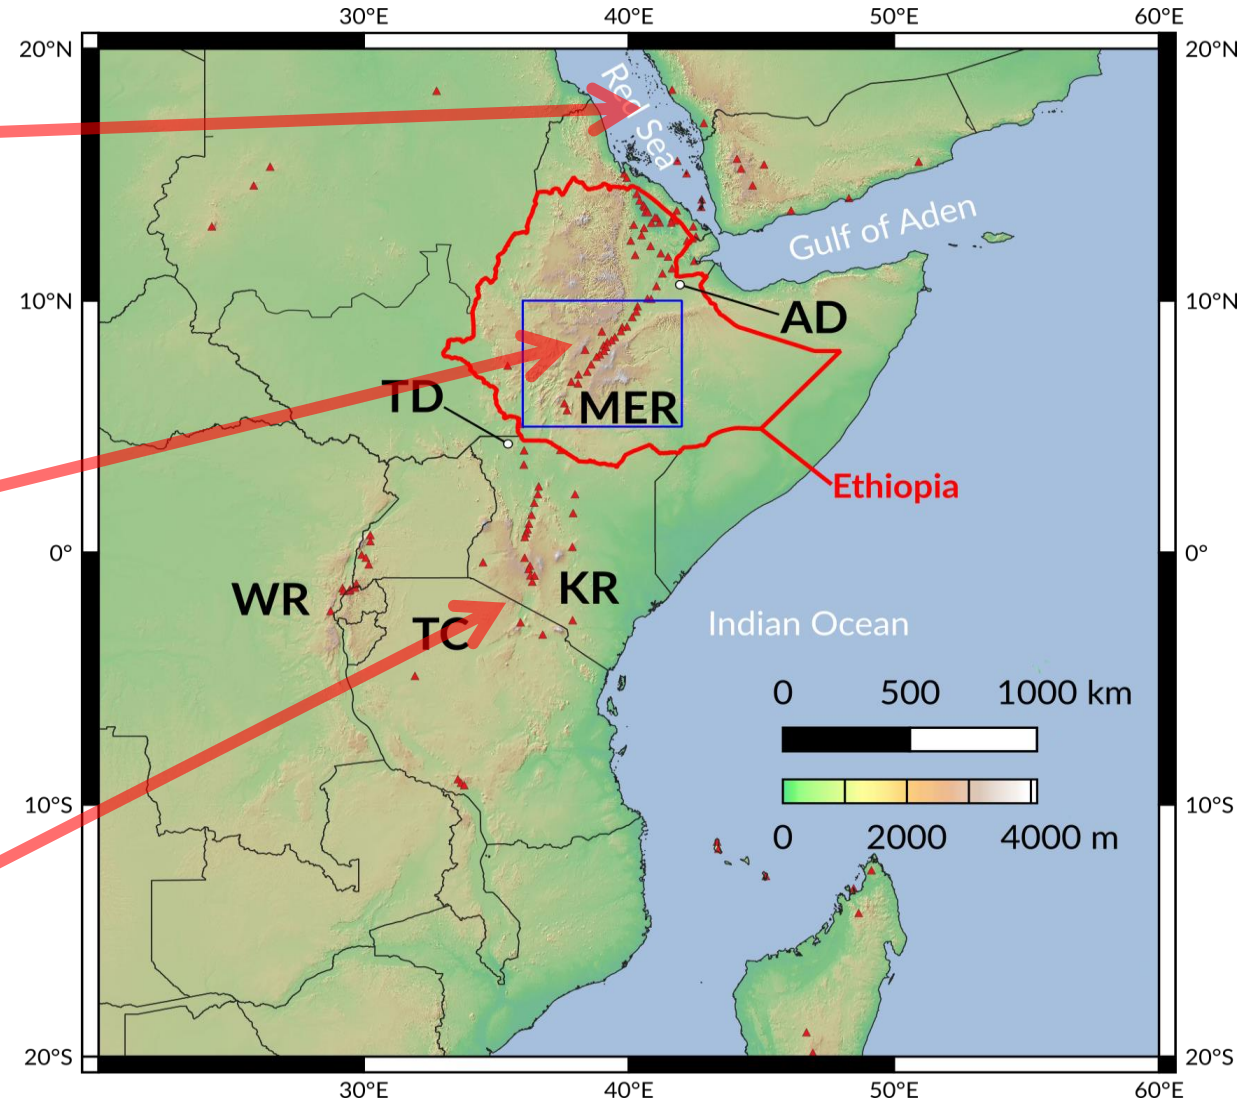 30°E 40°E 50°E 60°E
20°N 20°N
Red Sea
Gulf of Aden
10°N 10°N
AD
TD
MER
Ethiopia
0° 0°
WR KR
TC
Indian Ocean
0 500 1000 km
10°S 10°S
0 2000 4000 m
20°S 20°S
30°E 40°E 50°E 60°E